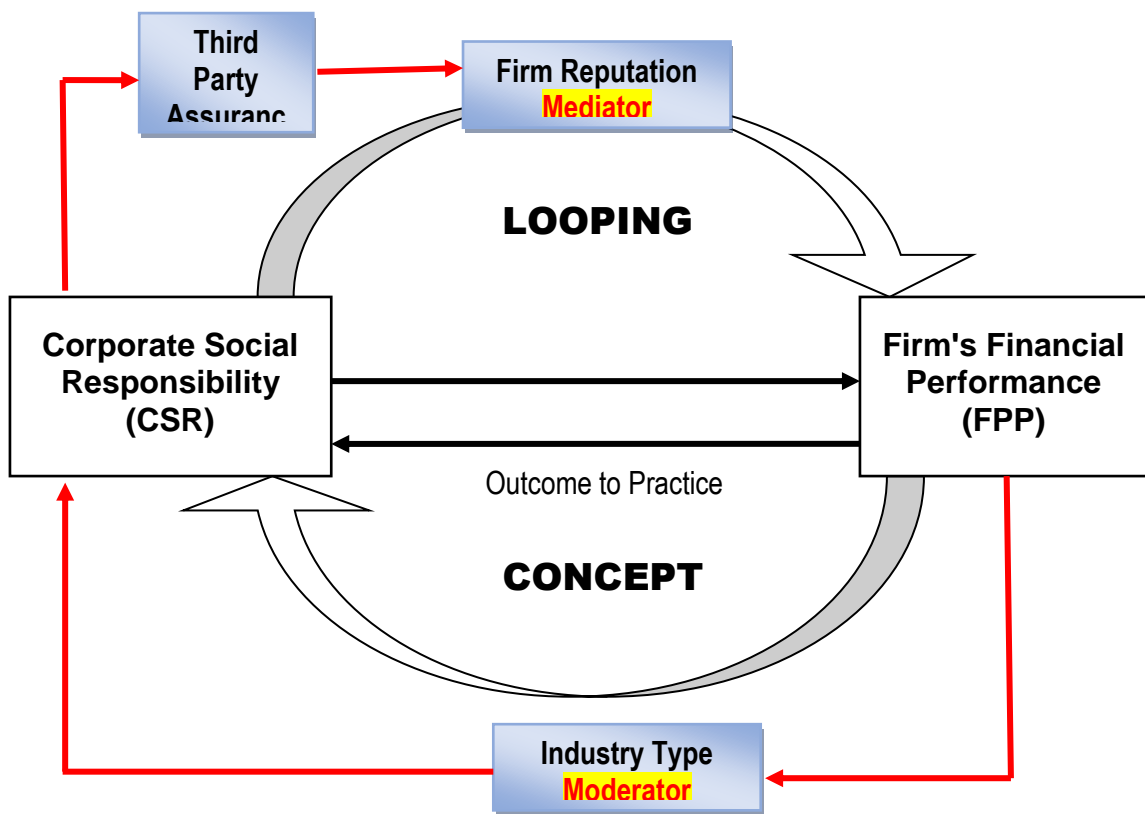 Third
Party
Assuranc
Firm Reputation
Mediator
LOOPING
Corporate Social
Responsibility
(CSR)
Firm's Financial
Performance
(FPP)
Outcome to Practice
CONCEPT
Industry Type
Moderator